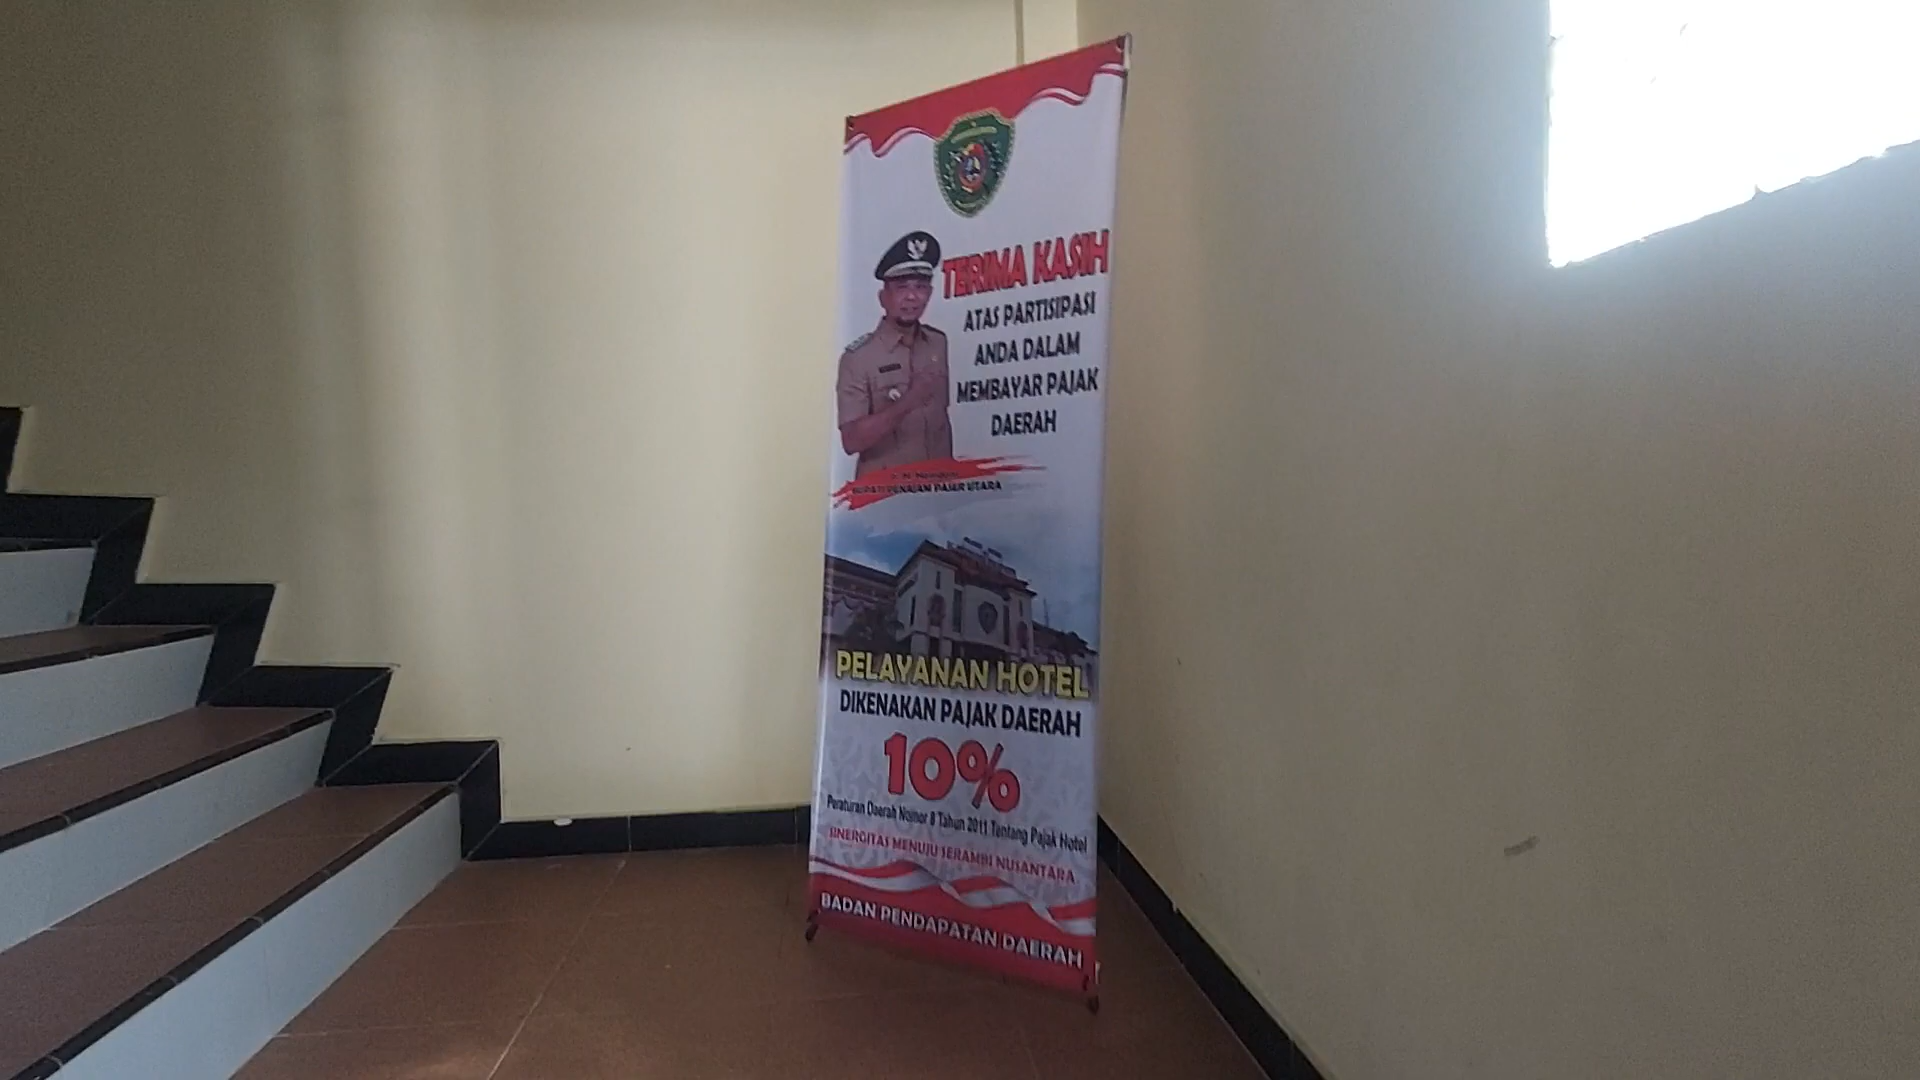 TERIMA KASIH
ATAS PARTISIPASI
ANDA DALAM
MEMBAYAR PAJAK
DAERAH
BUPATI PENAJAM PASER UTARA
PELAYANAN HOTEL
DIKENAKAN PAJAK DAERAH
10%
Peraturan Daerah Nomor 8 Tahun 2011 Tentang Pajak Hotel
SINERGITAS MENUJU SERAMBI NUSANTARA
BADAN PENDAPATAN DAERAH